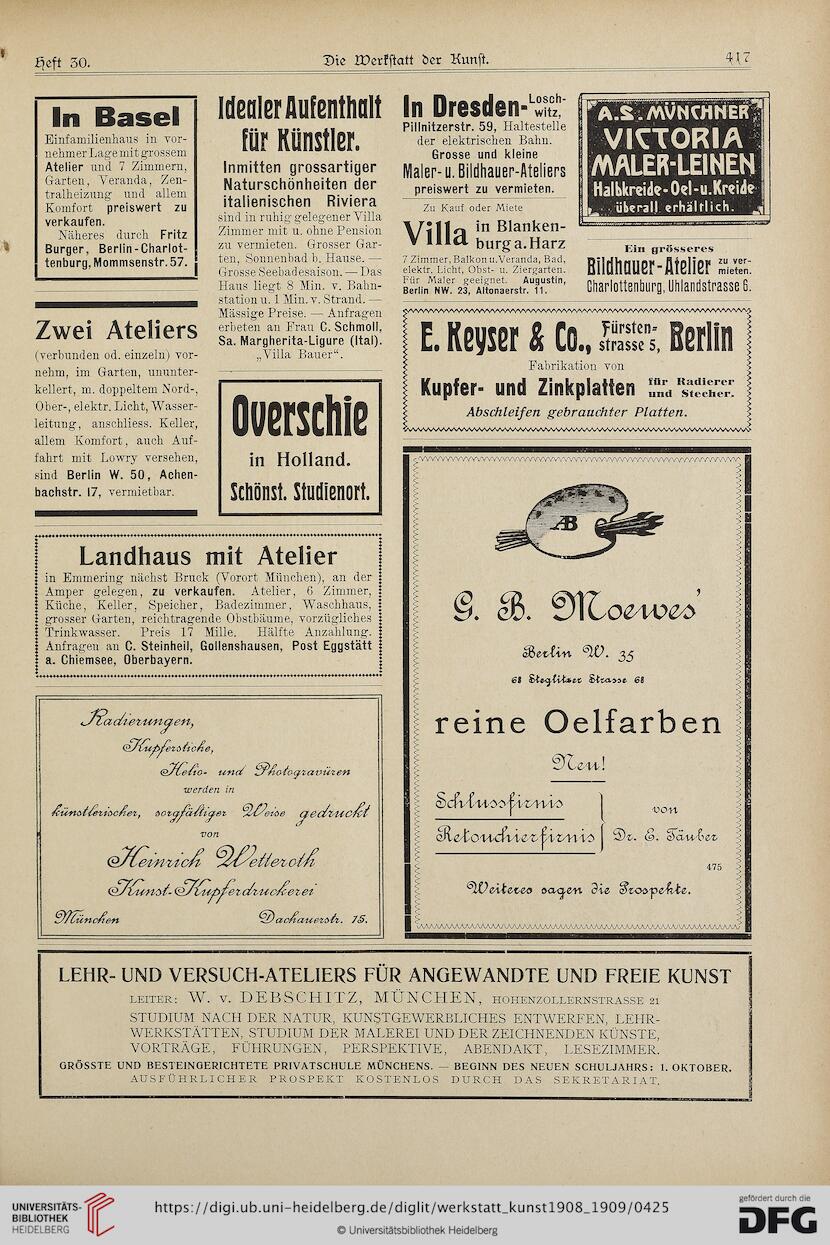 Heft 30.
Die Werkstatt der Kunst.
417
In Basel
Einfamilienhaus in vor-
nehmer Lage mit grossem
Atelier und 7 Zimmern,
Garten, Veranda, Zen-
tralheizung und allem
Komfort preiswert zu
verkaufen.
Näheres durch Fritz
Burger, Berlin-Charlot-
tenburg, Mommsenstr. 57.
Zwei Ateliers
(verbunden od. einzeln) vor-
nehm, im Garten, ununter-
kellert, m. doppeltem Nord-,
Ober-, elektr. Licht, Wasser-
leitung, anschliess. Keller,
allem Komfort, auch Auf-
fahrt mit Lowry versehen,
sind Berlin W. 50, Achen-
bachstr. 17, vermietbar.
Idealer Aufenthalt
für Künstler.
Inmitten grossartiger
Naturschönheiten der
italienischen Riviera
sind in ruhig gelegener Villa
Zimmer mit u. ohne Pension
zu vermieten. Grosser Gar-
ten, Sonnenbad b. Hause. —
Grosse Seebadesaison. — Das
Haus liegt 8 Min. v. Bahn-
station u. 1 Min. v. Strand. —
Mässige Preise. — Anfragen
erbeten an Frau C. Schmoll,
Sa. Margherita-Ligure (Ital).
„Villa Bauer“.
Overschie
in Holland.
Schönst. Studienort.
In Dresden-Losch-
witz,
Pillnitzerstr. 59, Haltestelle
der elektrischen Bahn.
Grosse und kleine
Maler- u. Bildhauer-Ateliers
preiswert zu vermieten.
Zu Kauf oder Miete
Villa in Blanken-
burg a. Harz
7 Zimmer, Balkon u. Veranda, Bad,
elektr. Licht, Obst- u. Ziergarten.
Für Maler geeignet. Augustin,
Berlin NW. 23, Altonaerstr. 11.
A.S. MÜNCHNER
VICTORIA
MALER-LEINEN
Halbkreide-Oel-u. Kreide
überall erhältlich.
Ein grösseres
Bildhauer-Atelier zu ver-
mieten.
Charlottenburg, Uhlandstrasse 6.
E. Keyser & Co., Fürsten-
strasse 5, Berlin
Fabrikation von
Kupfer- und Zinkplatten für Radierer
und Stecher.
Abschleifen gebrauchter Platten.
Landhaus mit Atelier
in Emmering nächst Bruck (Vorort München), an der
Amper gelegen, zu verkaufen. Atelier, 6 Zimmer,
Küche, Keller, Speicher, Badezimmer, Waschhaus,
grosser Garten, reichtragende Obstbäume, vorzügliches
Trinkwasser. Preis 17 Mille. Hälfte Anzahlung.
Anfragen an C. Steinheil, Gollenshausen, Post Eggstätt
a. Chiemsee, Oberbayern.
Radierungen,
Kupferstiche,
Helio- und Photogravüren
werden in
künstlerischer, sorgfältiger Weise gedruckt
von
Heinrich Wetteroth
Kunst-Kupferdruckerei
München Dachauerstr. 15.
AB
G. B. Moewes'
Berlin W. 35
68 Steglitzer Strasse 68
reine Oelfarben
Neu!
Schlussfirnis
Retouchierfirnis
von
Dr. E. Täuber
475
Weiteres sagen die Prospekte.
LEHR- UND VERSUCH-ATELIERS FÜR ANGEWANDTE UND FREIE KUNST
LEITER: W. v. DEBSCHITZ, MÜNCHEN, HOHENZOLLERNSTRASSE 21
STUDIUM NACH DER NATUR, KUNSTGEWERBLICHES ENTWERFEN, LEHR-
WERKSTÄTTEN, STUDIUM DER MALEREI UND DER ZEICHNENDEN KÜNSTE,
VORTRÄGE, FÜHRUNGEN, PERSPEKTIVE, ABENDAKT, LESEZIMMER.
GRÖSSTE UND BESTEINGERICHTETE PRIVATSCHULE MÜNCHENS. — BEGINN DES NEUEN SCHULJAHRS: 1. OKTOBER.
AUSFÜHRLICHER PROSPEKT KOSTENLOS DURCH DAS SEKRETARIAT.
UNIVERSITÄTS-
BIBLIOTHEK
HEIDELBERG
https://digi.ub.uni-heidelberg.de/diglit/werkstatt_kunst1908_1909/0425
© Universitätsbibliothek Heidelberg
gefördert durch die
DFG